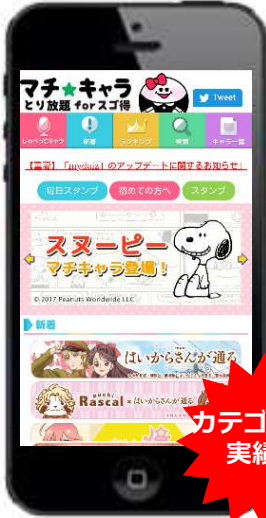 マチ★キャラ
とり放題 for スゴ得
Tweet
しゃべってキャラ 新着 ランキング 検索 キャラ一覧
【重要】「mydaiz」のアップデートに関するお知らせ
毎日スタンプ 初めての方へ スタンプ
スヌーピー
マチキャラ登場！
© 2017 Peanuts Worldwide LLC
新着
はいからさんが通る
Rascal × はいからさんが通る
カテゴ
実績